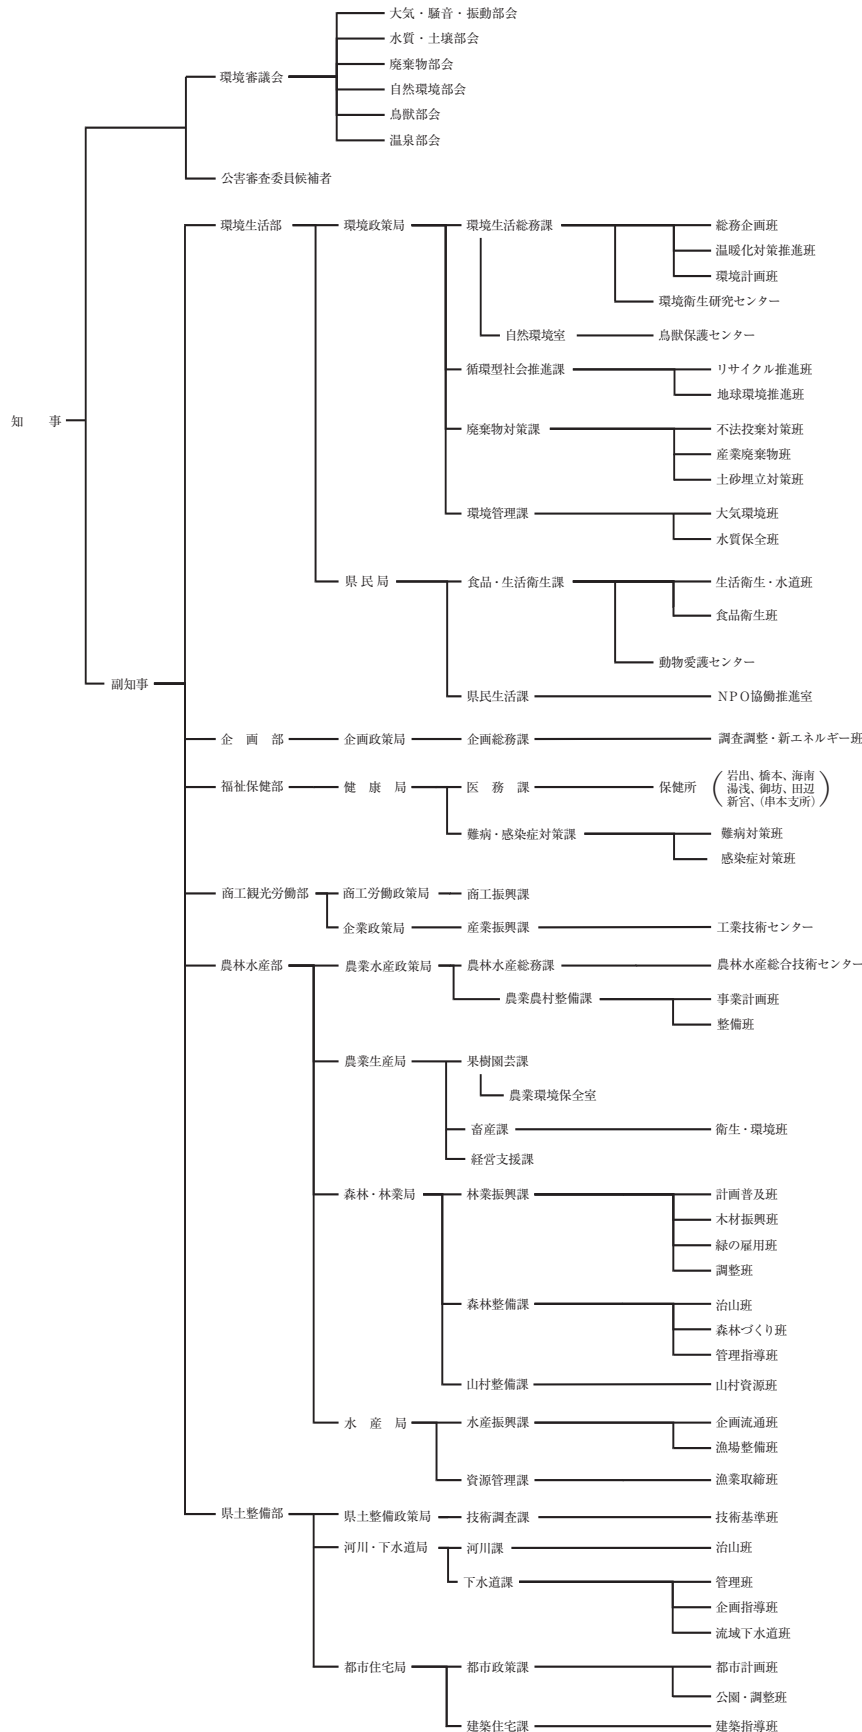 大気・騒音・振動部会
水質・土壌部会
廃棄物部会
環境審議会
自然環境部会
鳥獣部会
温泉部会
公害審査委員候補者
環境生活部 環境政策局 環境生活総務課 総務企画班
温暖化対策推進班
環境計画班
環境衛生研究センター
自然環境室 鳥獣保護センター
循環型社会推進課 リサイクル推進班
地球環境推進班
知 事
廃棄物対策課 不法投棄対策班
産業廃棄物班
土砂埋立対策班
環境管理課 大気環境班
水質保全班
県民局 食品・生活衛生課 生活衛生・水道班
食品衛生班
動物愛護センター
副知事
県民生活課 NPO協働推進室
企 画 部 企画政策局 企画総務課 調査調整・新エネルギー班
福祉保健部 健 康 局 医 務 課 保健所
岩出、橋本、海南
湯浅、御坊、田辺
新宮、(串本支所)
難病・感染症対策課 難病対策班
感染症対策班
商工観光労働部 商工労働政策局 商工振興課
企業政策局 産業振興課 工業技術センター
農林水産部 農業水産政策局 農林水産総務課 農林水産総合技術センター
農業農村整備課 事業計画班
整備班
農業生産局 果樹園芸課
農業環境保全室
畜産課 衛生・環境班
経営支援課
森林・林業局 林業振興課 計画普及班
木材振興班
緑の雇用班
調整班
森林整備課 治山班
森林づくり班
管理指導班
山村整備課 山村資源班
水 産 局 水産振興課 企画流通班
漁場整備班
資源管理課 漁業取締班
県土整備部 県土整備政策局 技術調査課 技術基準班
河川・下水道局 河川課 治山班
下水道課 管理班
企画指導班
流域下水道班
都市住宅局 都市政策課 都市計画班
公園・調整班
建築住宅課 建築指導班